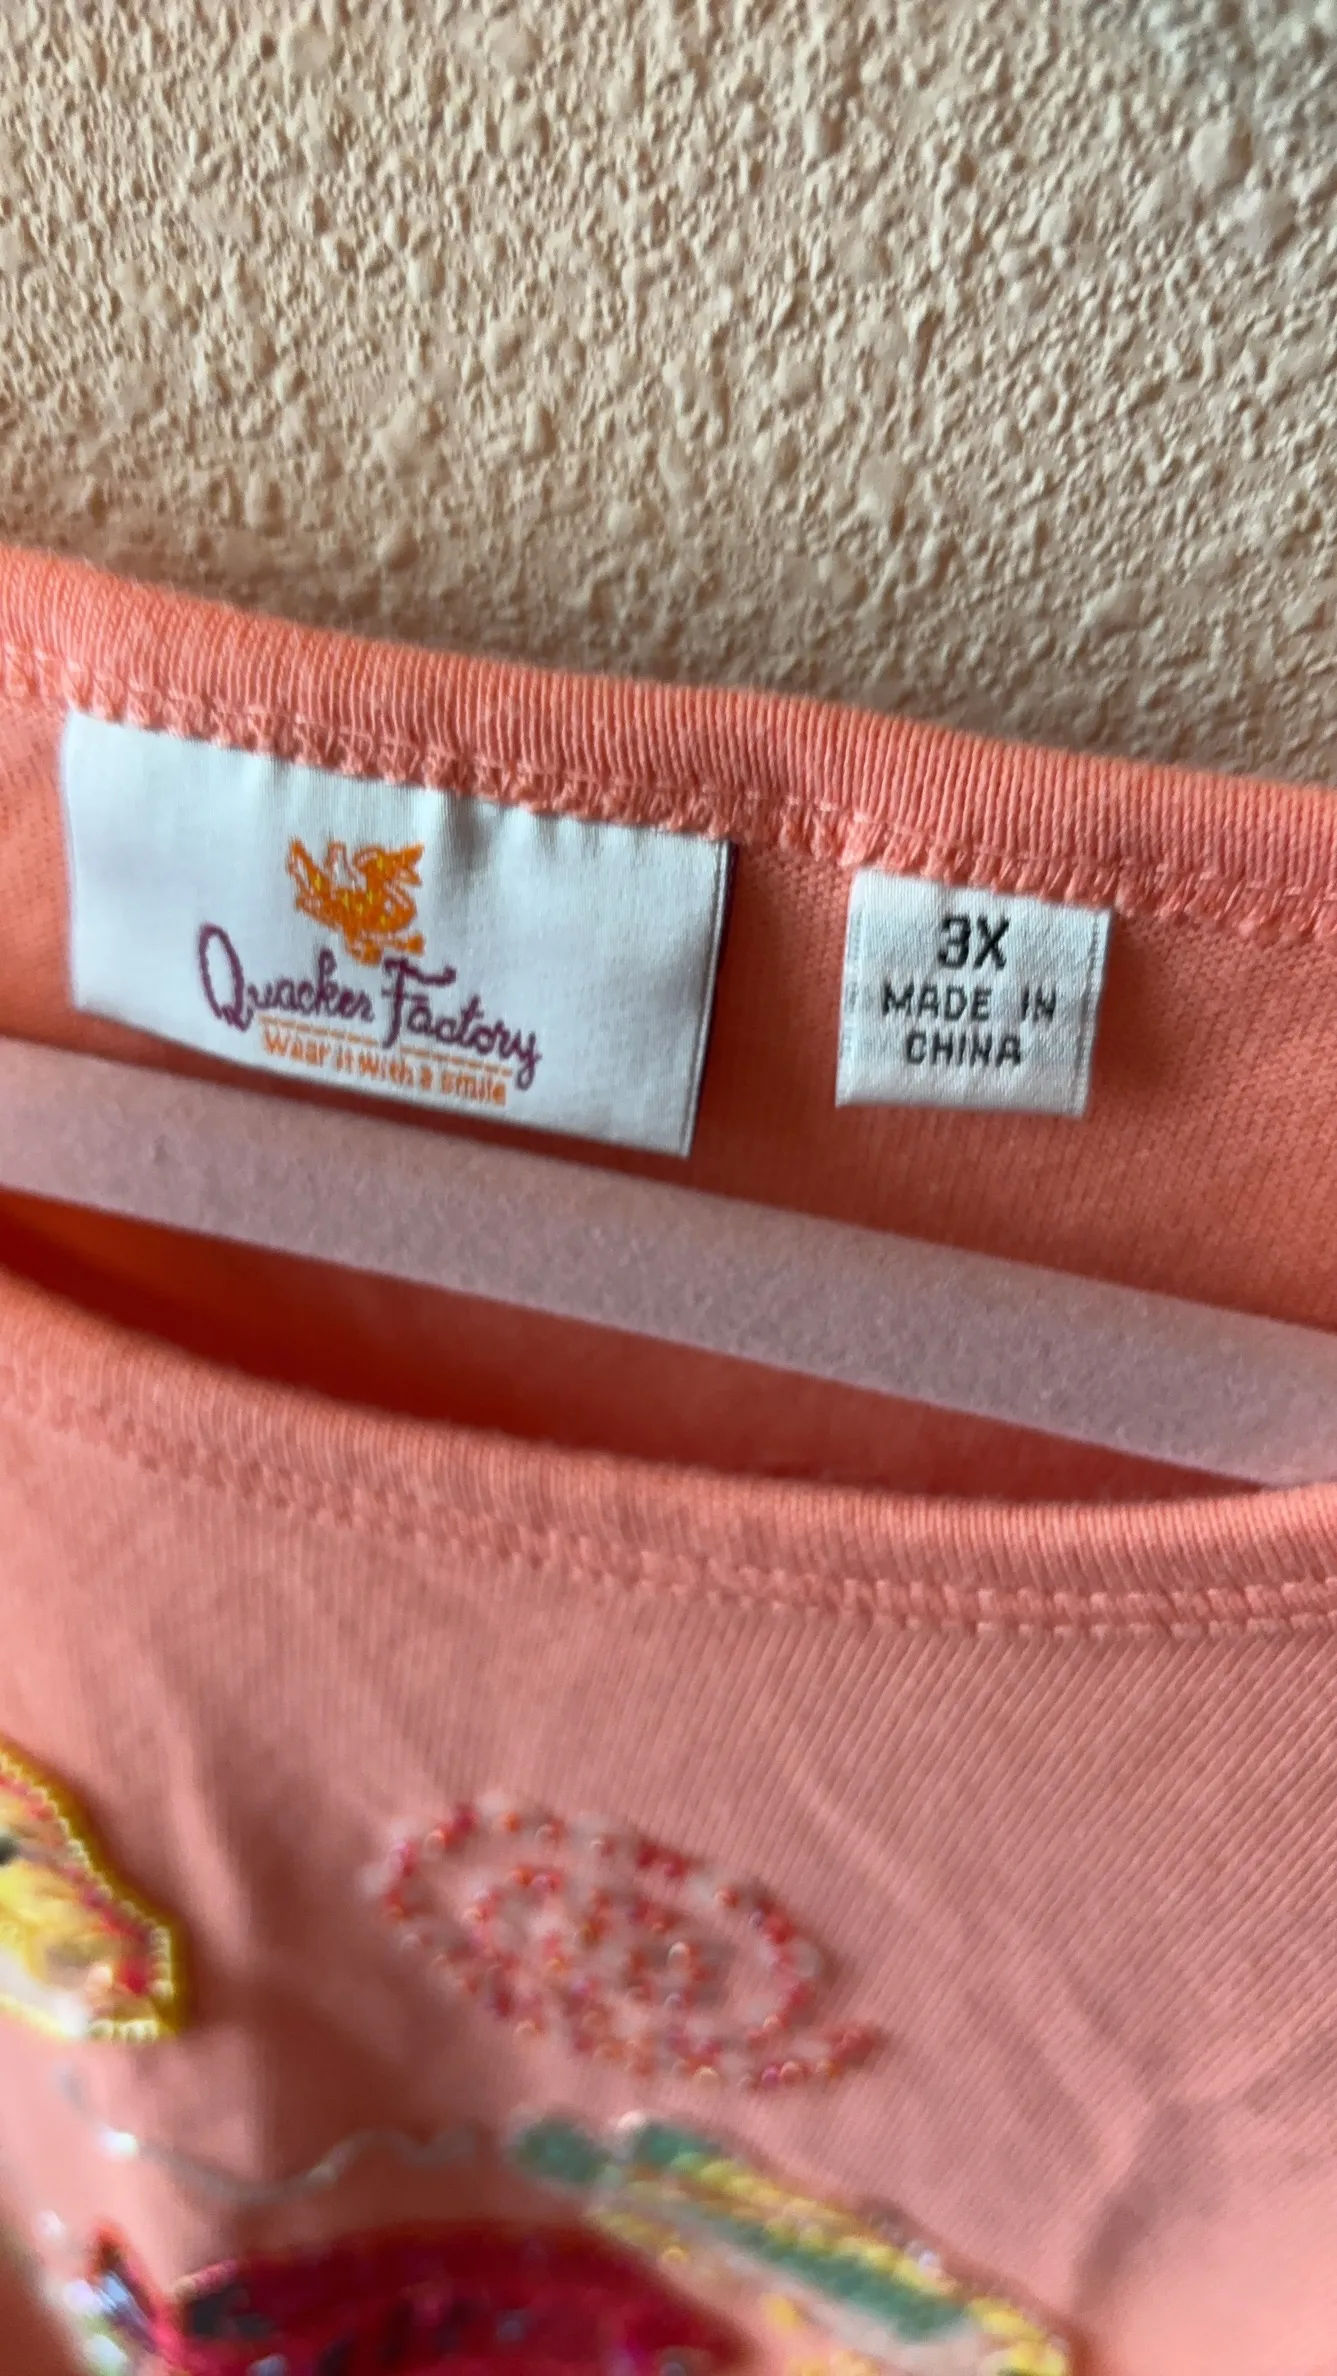 Quacker Factory
Wear it with a smile
3X
MADE IN
CHINA